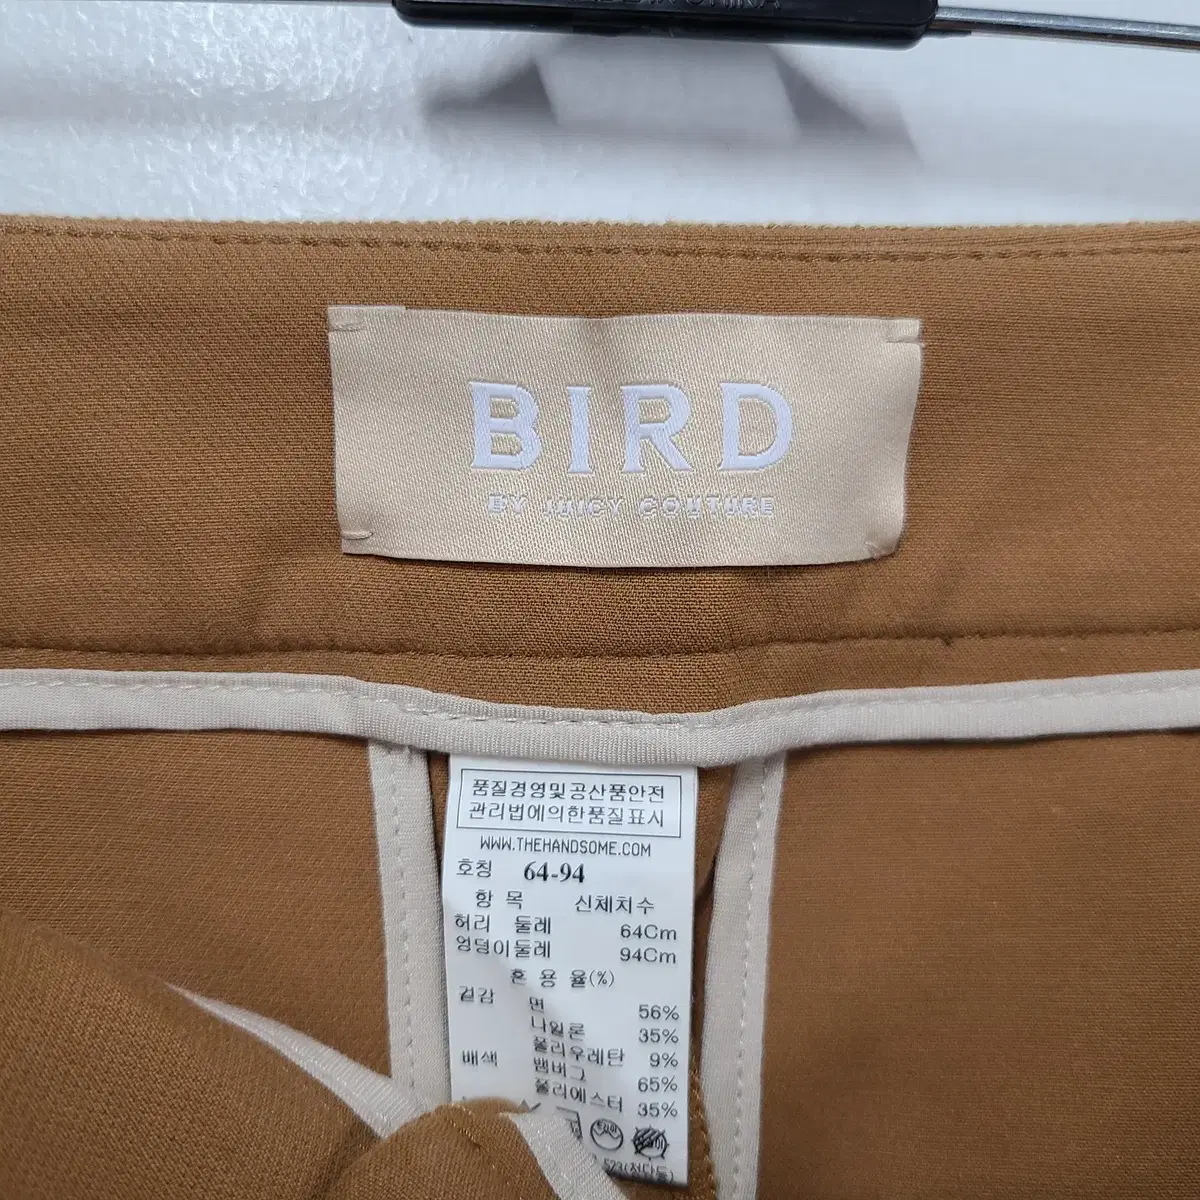 MADE IN CHINA
BIRD
BY JUICY COUTURE
품질경영및공산품안전
관리법에의한품질표시
WWW.THEHANDSOME.COM
호칭 64-94
항 목 신체치수
허리 둘레 64Cm
엉덩이둘레 94Cm
혼 용 율(%)
겉감 면 56%
나일론 35%
폴리우레탄 9%
배색 뱀버그 65%
폴리에스터 35%